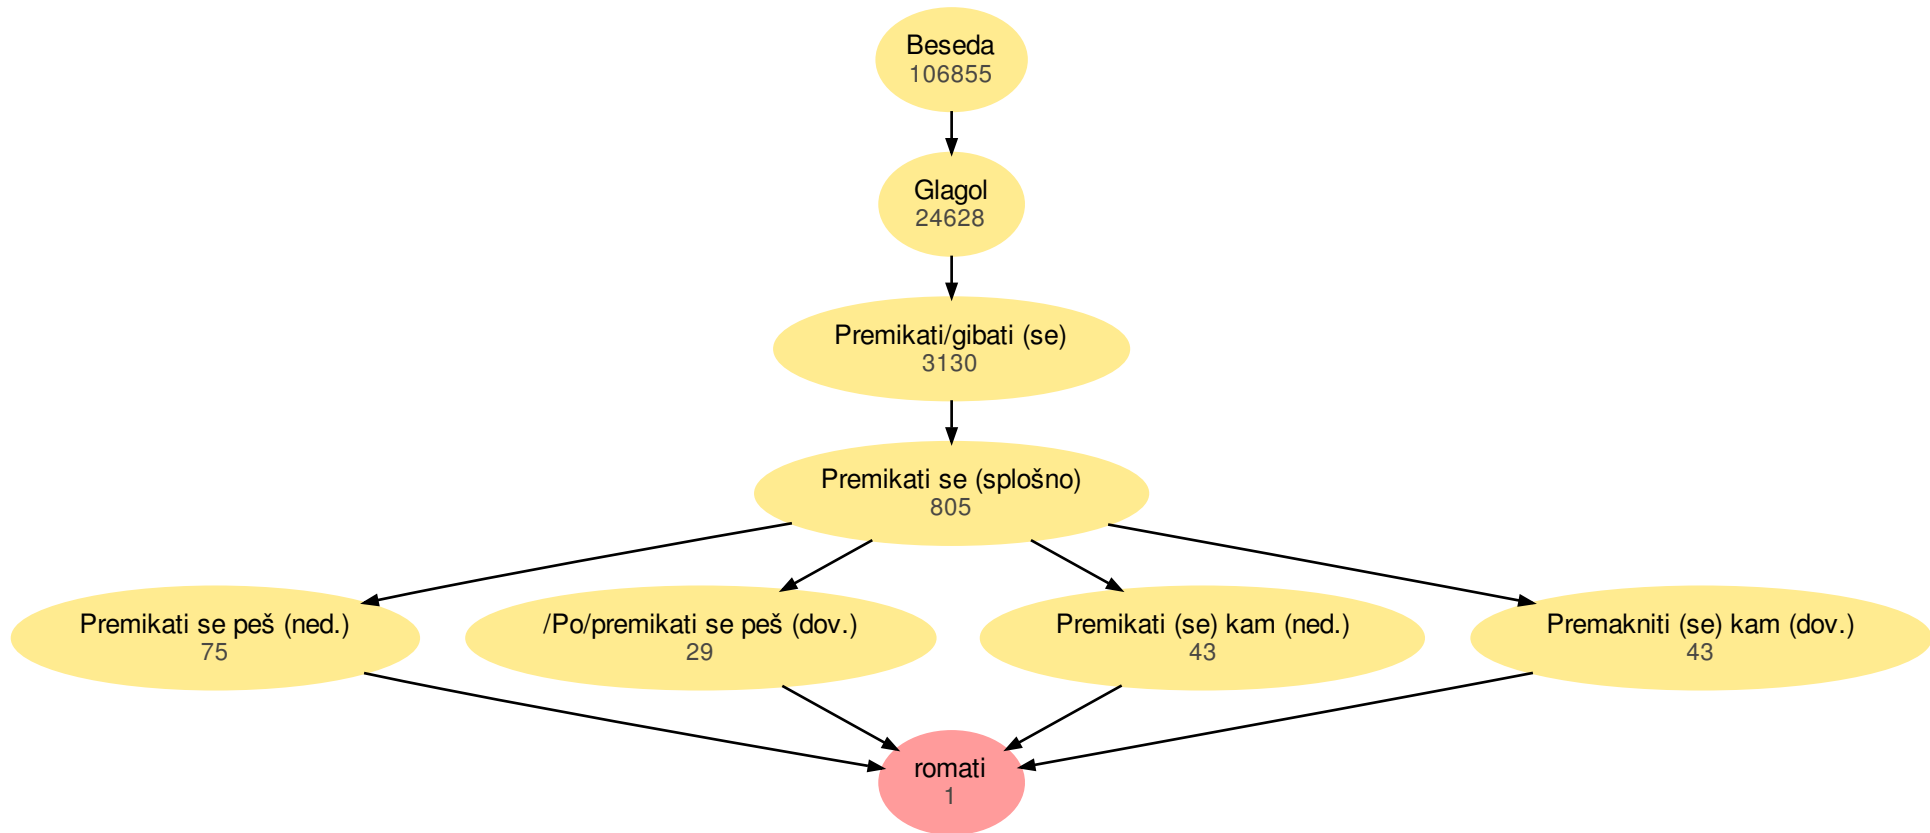 Beseda
106855
Glagol
24628
Premikati/gibati (se)
3130
Premikati se (splošno)
805
Premikati se peš (ned.)
75
/Po/premikati se peš (dov.)
29
Premikati (se) kam (ned.)
43
Premakniti (se) kam (dov.)
43
romati
1